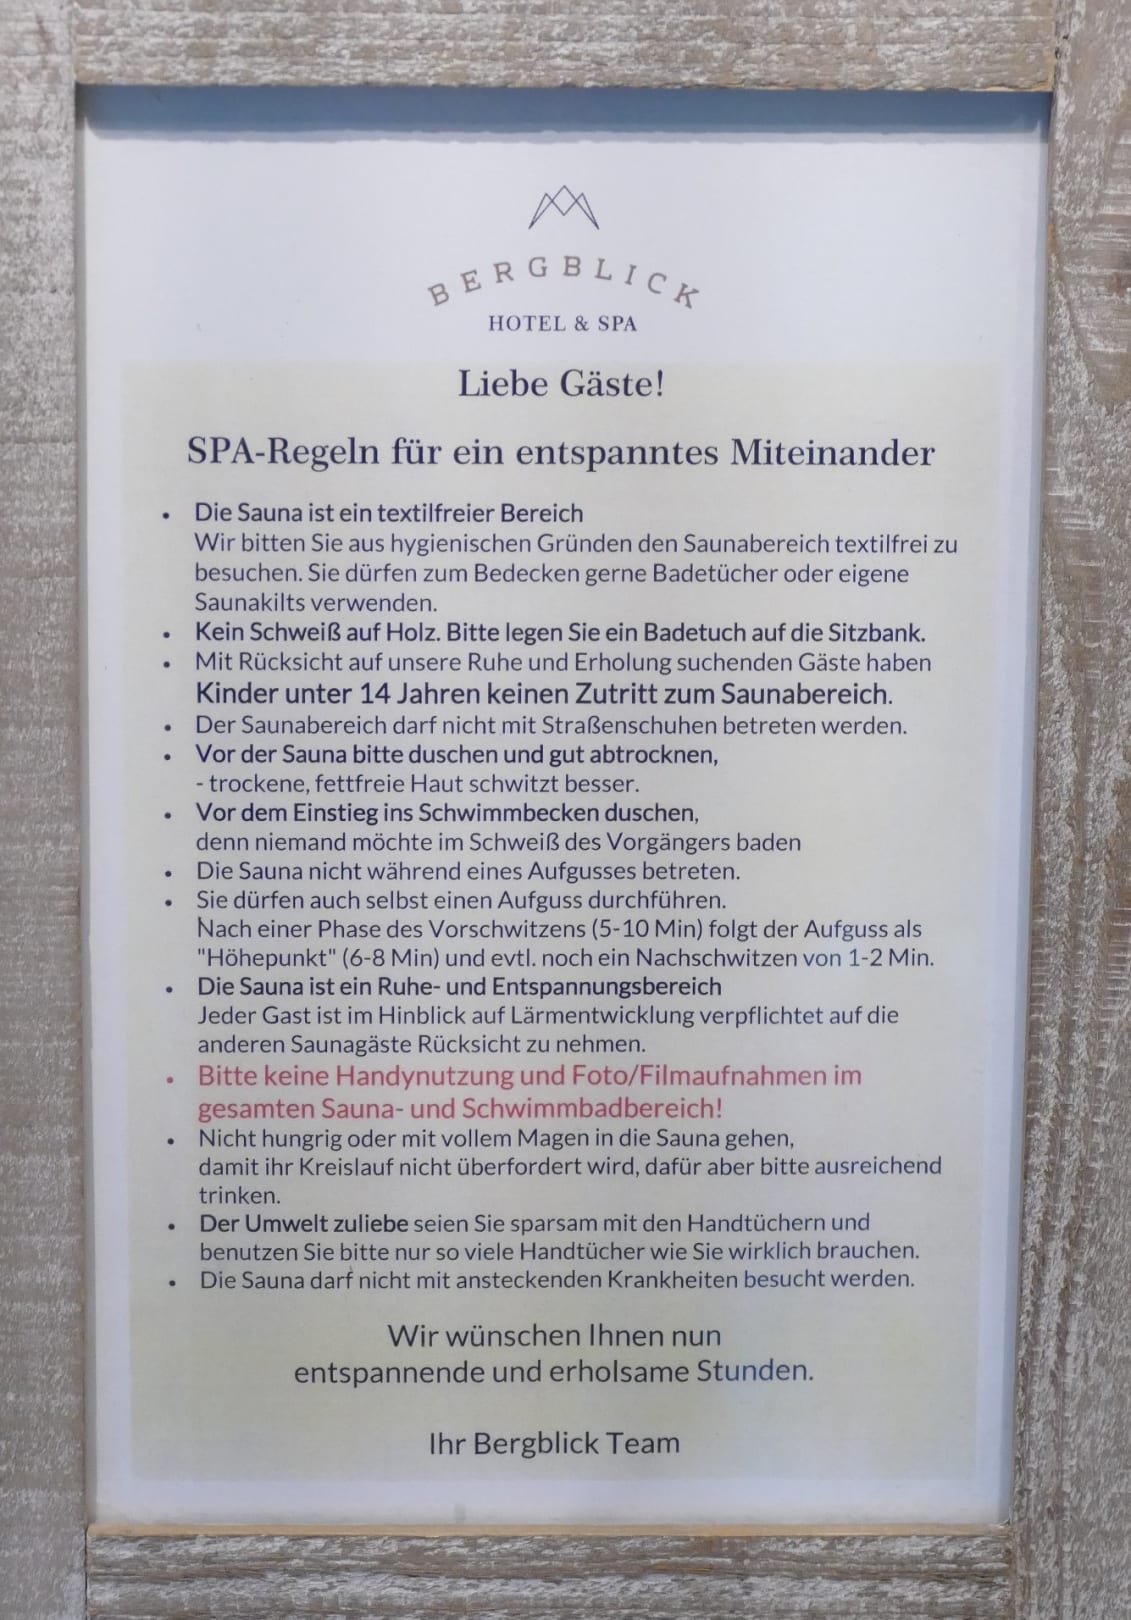 BERGBLICK
HOTEL & SPA
Liebe Gäste!
SPA-Regeln für ein entspanntes Miteinander
• Die Sauna ist ein textilfreier Bereich
Wir bitten Sie aus hygienischen Gründen den Saunabereich textilfrei zu
besuchen. Sie dürfen zum Bedecken gerne Badetücher oder eigene
Saunakilts verwenden.
• Kein Schweiß auf Holz. Bitte legen Sie ein Badetuch auf die Sitzbank.
• Mit Rücksicht auf unsere Ruhe und Erholung suchenden Gäste haben
Kinder unter 14 Jahren keinen Zutritt zum Saunabereich.
• Der Saunabereich darf nicht mit Straßenschuhen betreten werden.
• Vor der Sauna bitte duschen und gut abtrocknen,
- trockene, fettfreie Haut schwitzt besser.
• Vor dem Einstieg ins Schwimmbecken duschen,
denn niemand möchte im Schweiß des Vorgängers baden
• Die Sauna nicht während eines Aufgusses betreten.
• Sie dürfen auch selbst einen Aufguss durchführen.
Nach einer Phase des Vorschwitzens (5-10 Min) folgt der Aufguss als
"Höhepunkt" (6-8 Min) und evtl. noch ein Nachschwitzen von 1-2 Min.
• Die Sauna ist ein Ruhe- und Entspannungsbereich
Jeder Gast ist im Hinblick auf Lärmentwicklung verpflichtet auf die
anderen Saunagäste Rücksicht zu nehmen.
• Bitte keine Handynutzung und Foto/Filmaufnahmen im
gesamten Sauna- und Schwimmbadbereich!
• Nicht hungrig oder mit vollem Magen in die Sauna gehen,
damit ihr Kreislauf nicht überfordert wird, dafür aber bitte ausreichend
trinken.
• Der Umwelt zuliebe seien Sie sparsam mit den Handtüchern und
benutzen Sie bitte nur so viele Handtücher wie Sie wirklich brauchen.
• Die Sauna darf nicht mit ansteckenden Krankheiten besucht werden.
Wir wünschen Ihnen nun
entspannende und erholsame Stunden.
Ihr Bergblick Team